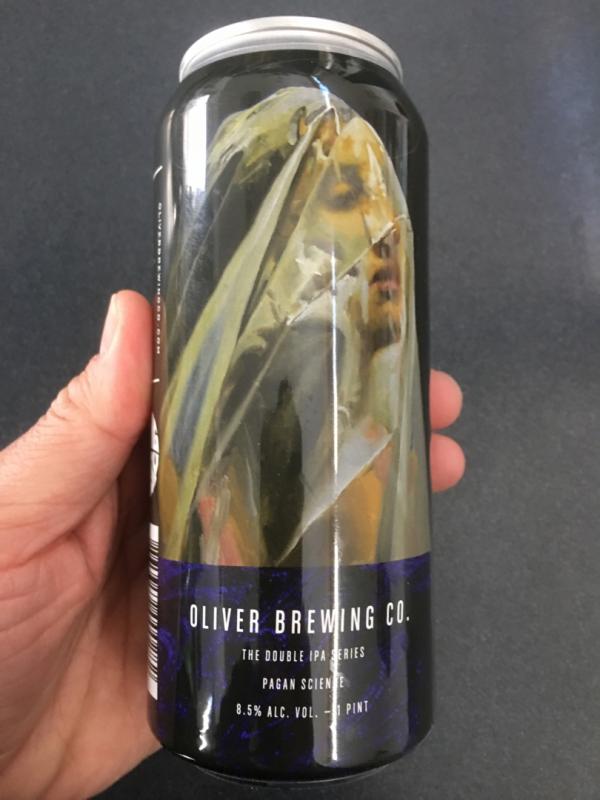 OLIVER BREWING CO.
THE DOUBLE IPA SERIES
PAGAN SCIENCE
8.5% ALC. VOL. – 1 PINT
OLIVERBREWINGCO.COM